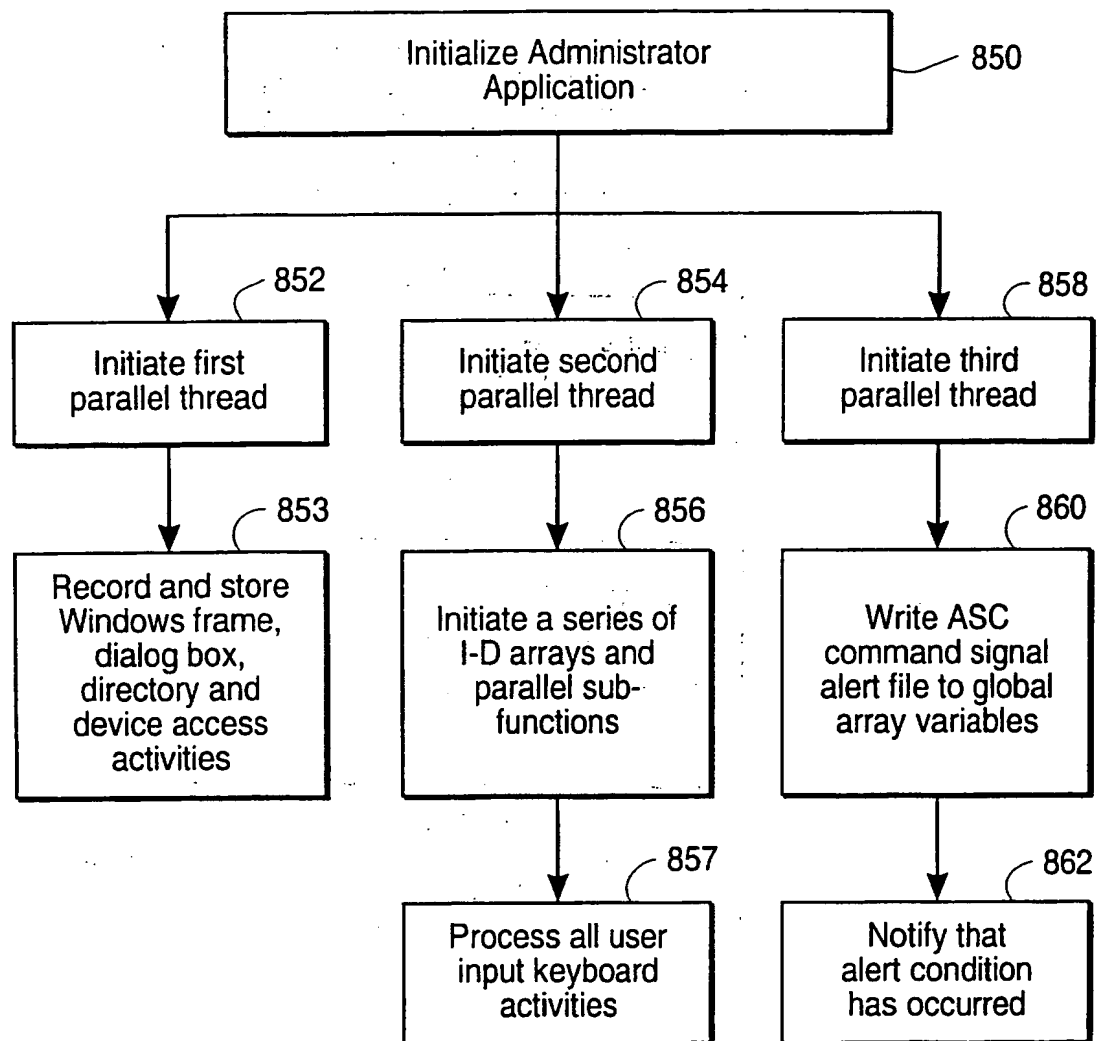 Initialize Administrator
Application
850
852
854
858
Initiate first
parallel thread
Initiate second
parallel thread
Initiate third
parallel thread
853
856
860
Record and store
Windows frame,
dialog box,
directory and
device access
activities
Initiate a series of
I-D arrays and
parallel sub-
functions
Write ASC
command signal
alert file to global
array variables
857
862
Process all user
input keyboard
activities
Notify that
alert condition
has occurred